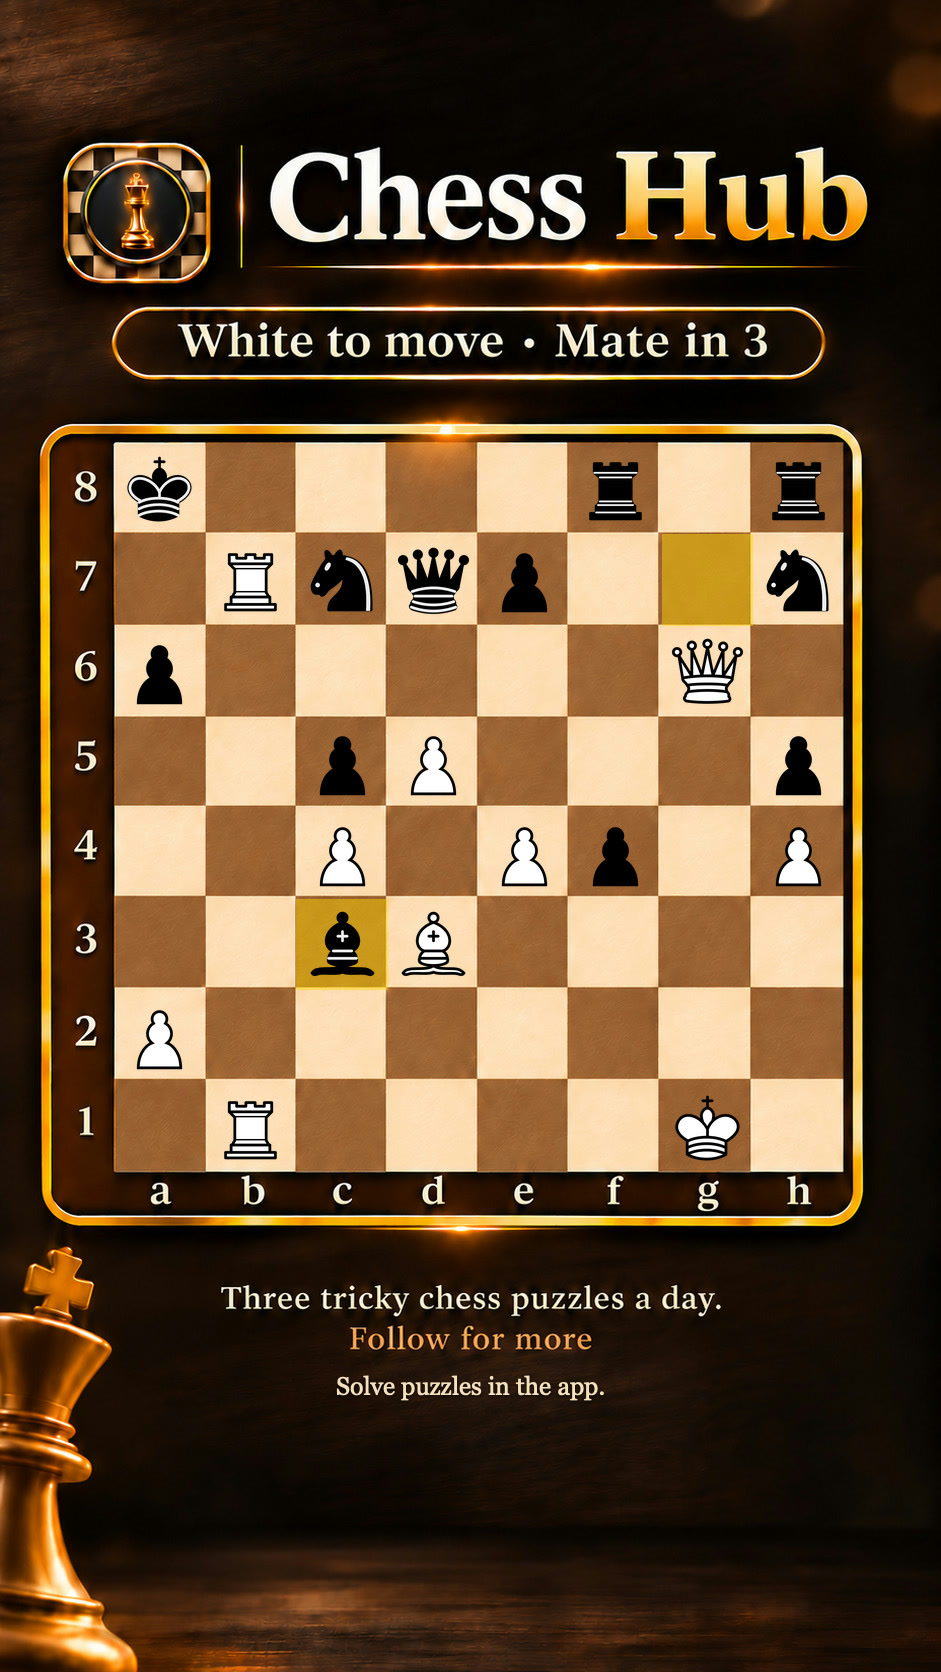 Chess Hub
White to move • Mate in 3
8
7
6
5
4
3
2
1
a b c d e f g h
Three tricky chess puzzles a day.
Follow for more
Solve puzzles in the app.